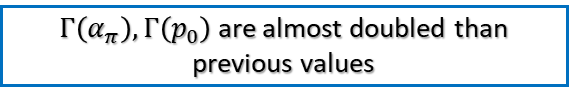 Γ(α_π), Γ(p_0) are almost doubled than
previous values